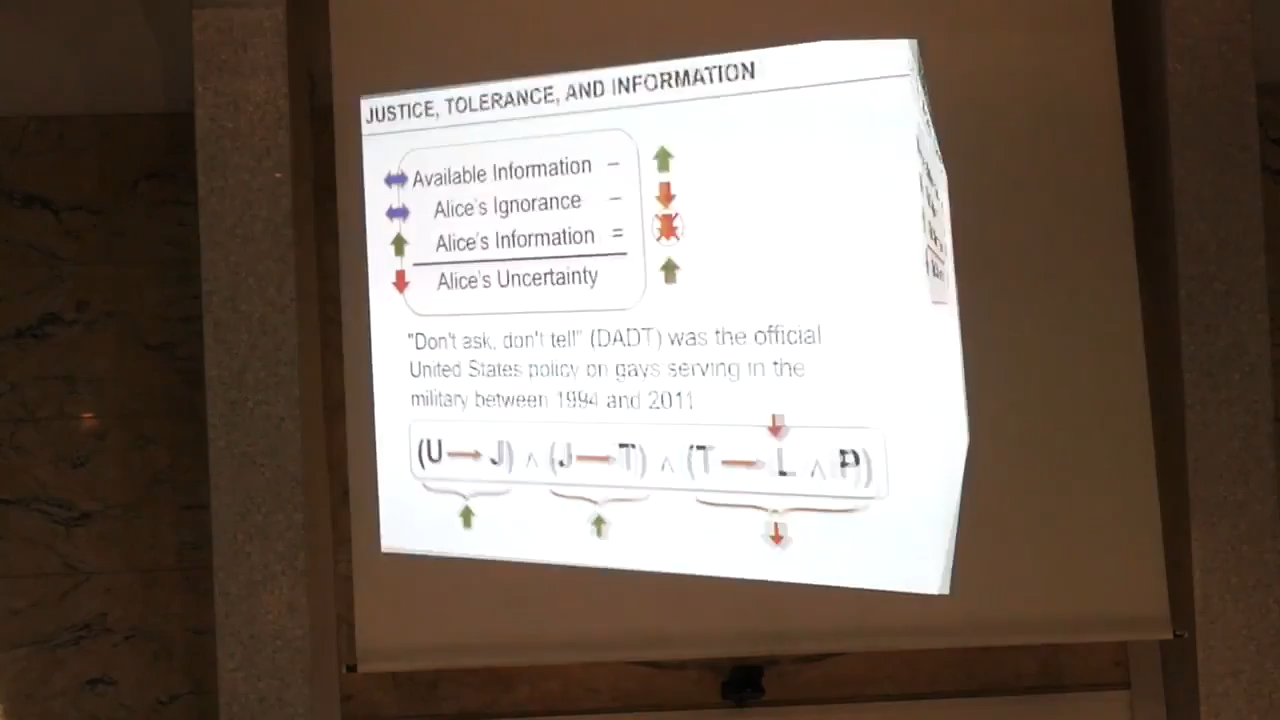 JUSTICE, TOLERANCE, AND INFORMATION
Available Information −
Alice's Ignorance −
Alice's Information =
Alice's Uncertainty
"Don't ask, don't tell" (DADT) was the official
United States policy on gays serving in the
military between 1994 and 2011
(U → J) ∧ (J → T) ∧ (T → L ∧ P)